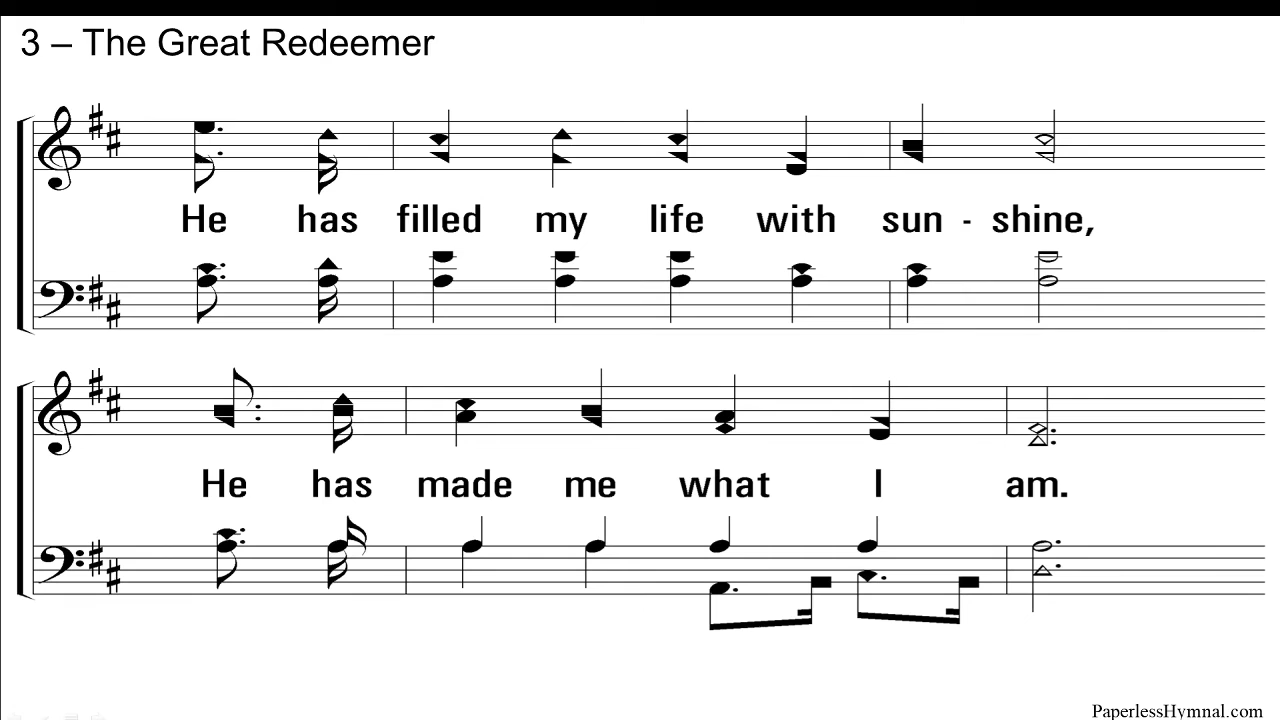 3 – The Great Redeemer
He has filled my life with sun - shine,
He has made me what I am.
PaperlessHymnal.com